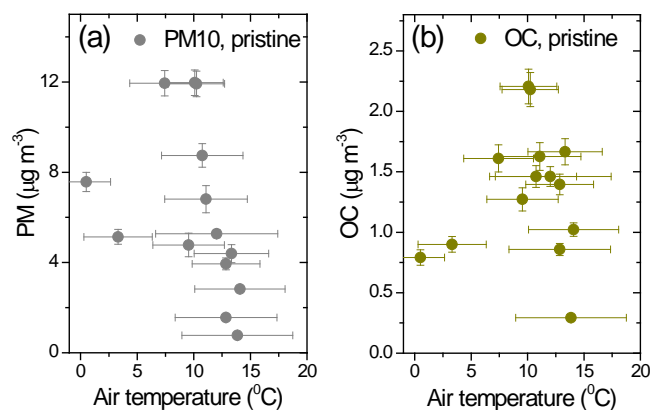 (a) PM10, pristine
PM (µg m-3)
12
8
4
0
0 5 10 15 20
Air temperature (0C)
(b) OC, pristine
OC (µg m-3)
2.5
2.0
1.5
1.0
0.5
0.0
0 5 10 15 20
Air temperature (0C)